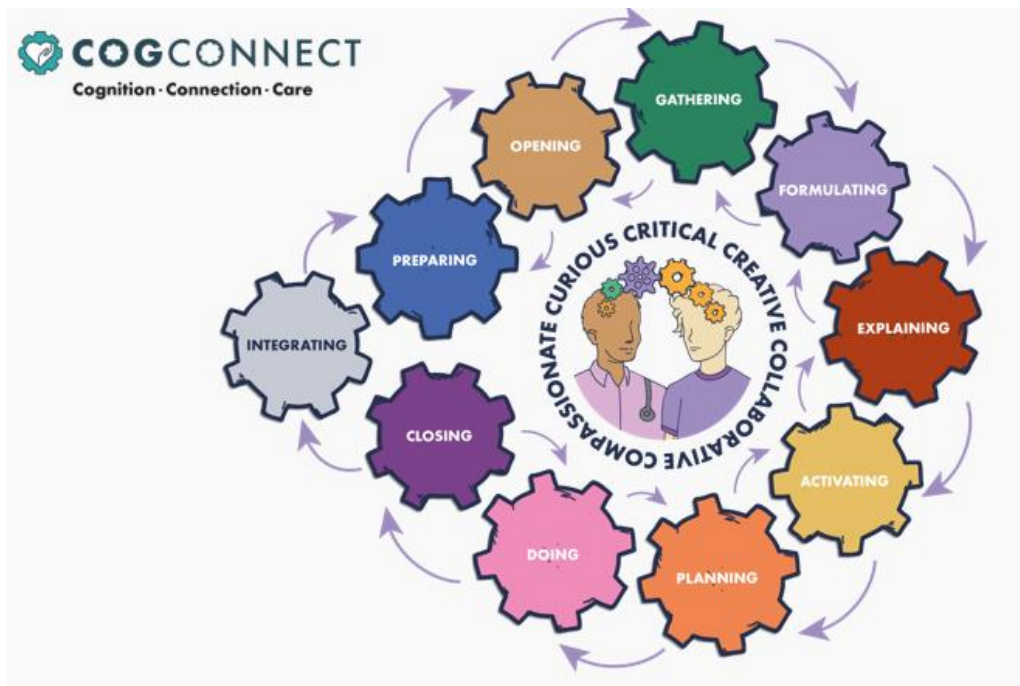 COGCONNECT
Cognition · Connection · Care
OPENING
GATHERING
FORMULATING
PREPARING
INTEGRATING
EXPLAINING
CLOSING
ACTIVATING
DOING
PLANNING
COMPASSIONATE CURIOUS CRITICAL CREATIVE COLLABORATIVE